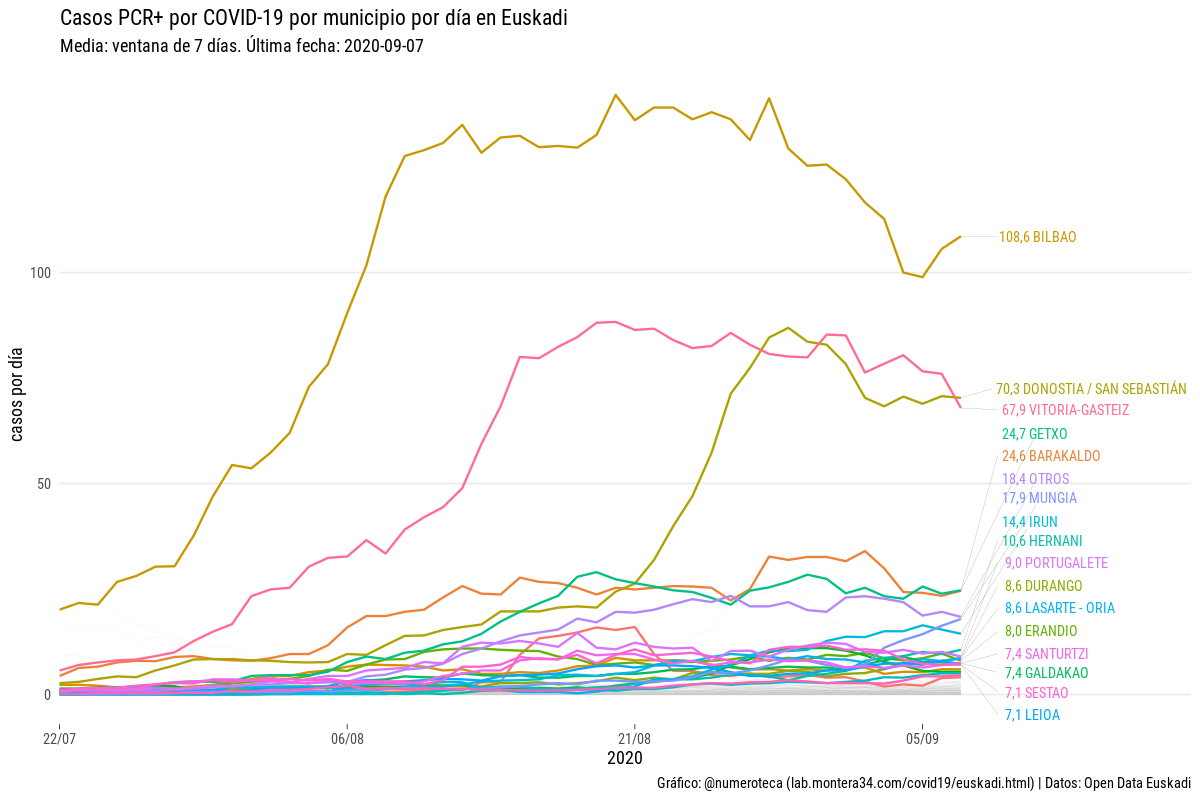 Casos PCR+ por COVID-19 por municipio por día en Euskadi
Media: ventana de 7 días. Última fecha: 2020-09-07
casos por día
100
50
0
108,6 BILBAO
70,3 DONOSTIA / SAN SEBASTIÁN
67,9 VITORIA-GASTEIZ
24,7 GETXO
24,6 BARAKALDO
18,4 OTROS
17,9 MUNGIA
14,4 IRUN
10,6 HERNANI
9,0 PORTUGALETE
8,6 DURANGO
8,6 LASARTE - ORIA
8,0 ERANDIO
7,4 SANTURTZI
7,4 GALDAKAO
7,1 SESTAO
7,1 LEIOA
22/07 06/08 21/08 05/09
2020
Gráfico: @numeroteca (lab.montera34.com/covid19/euskadi.html) | Datos: Open Data Euskadi